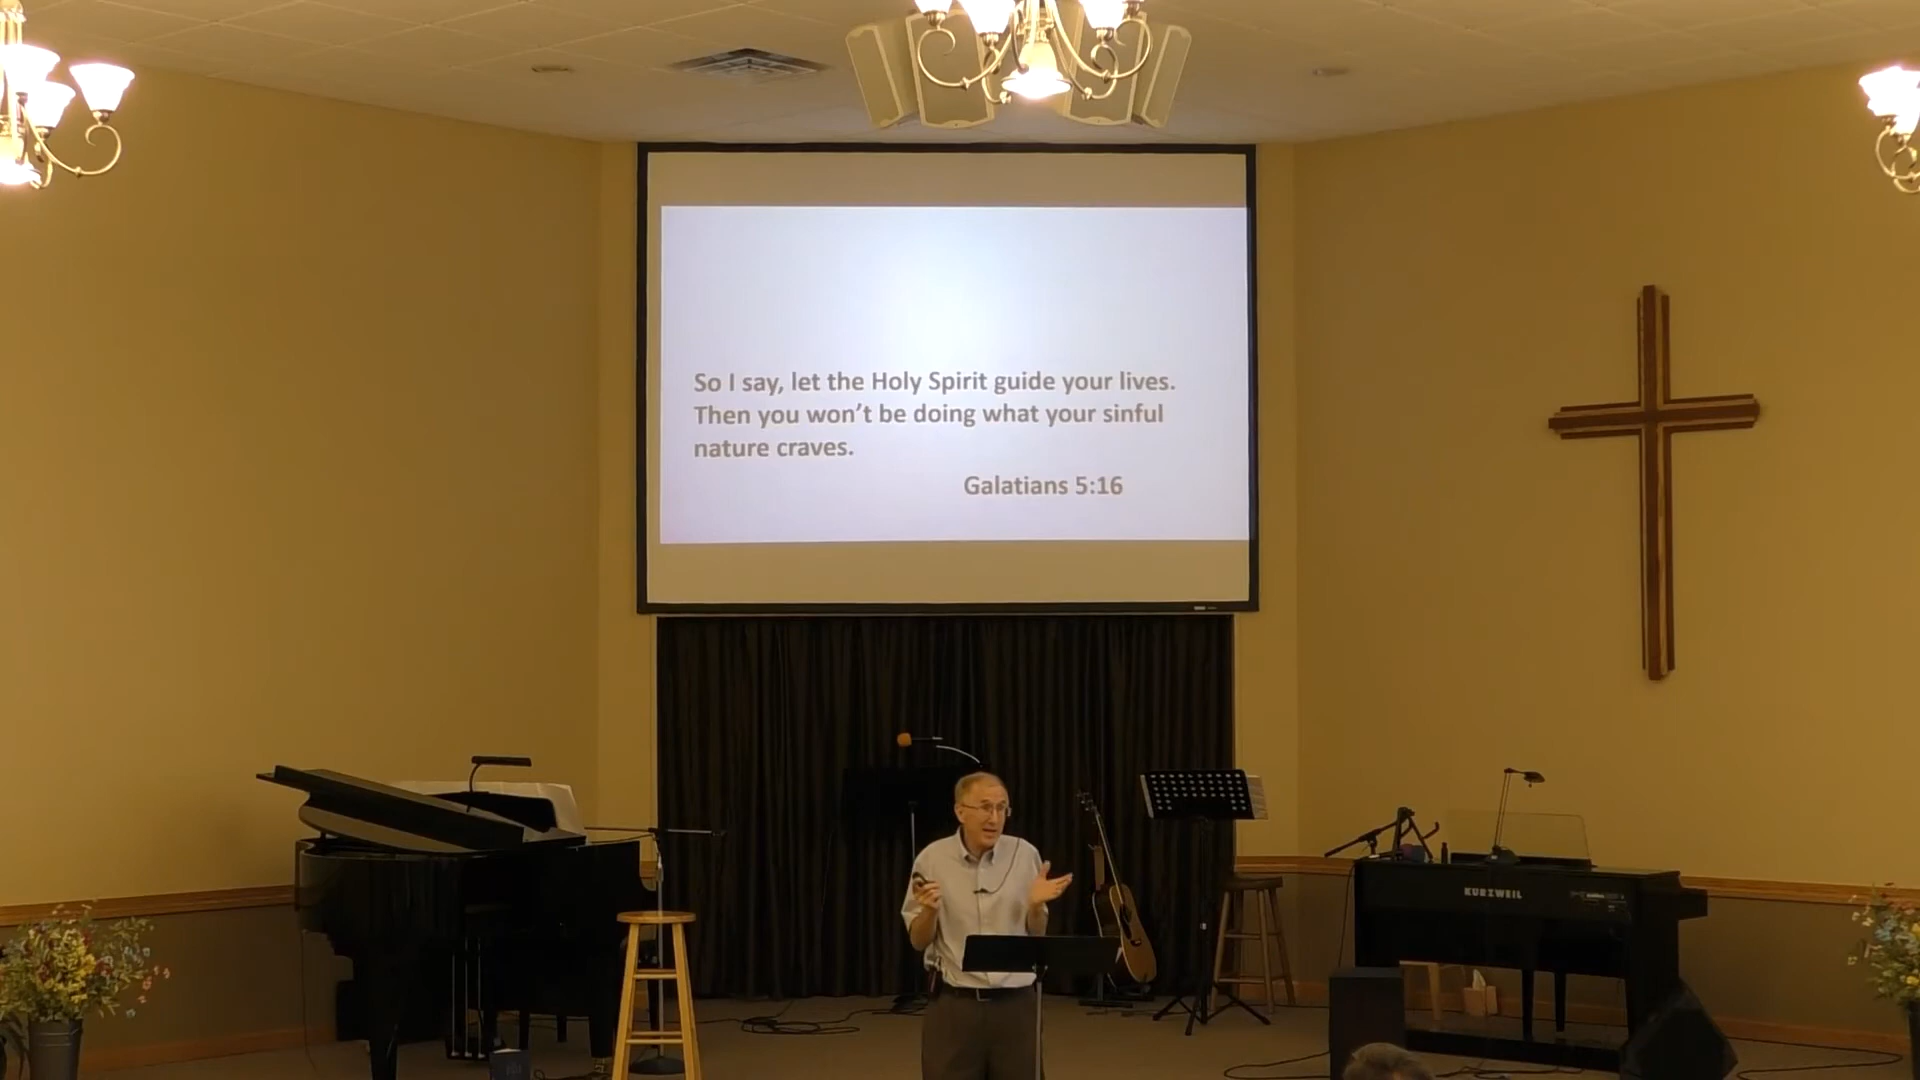 So I say, let the Holy Spirit guide your lives.
Then you won't be doing what your sinful
nature craves.
Galatians 5:16
KURZWEIL